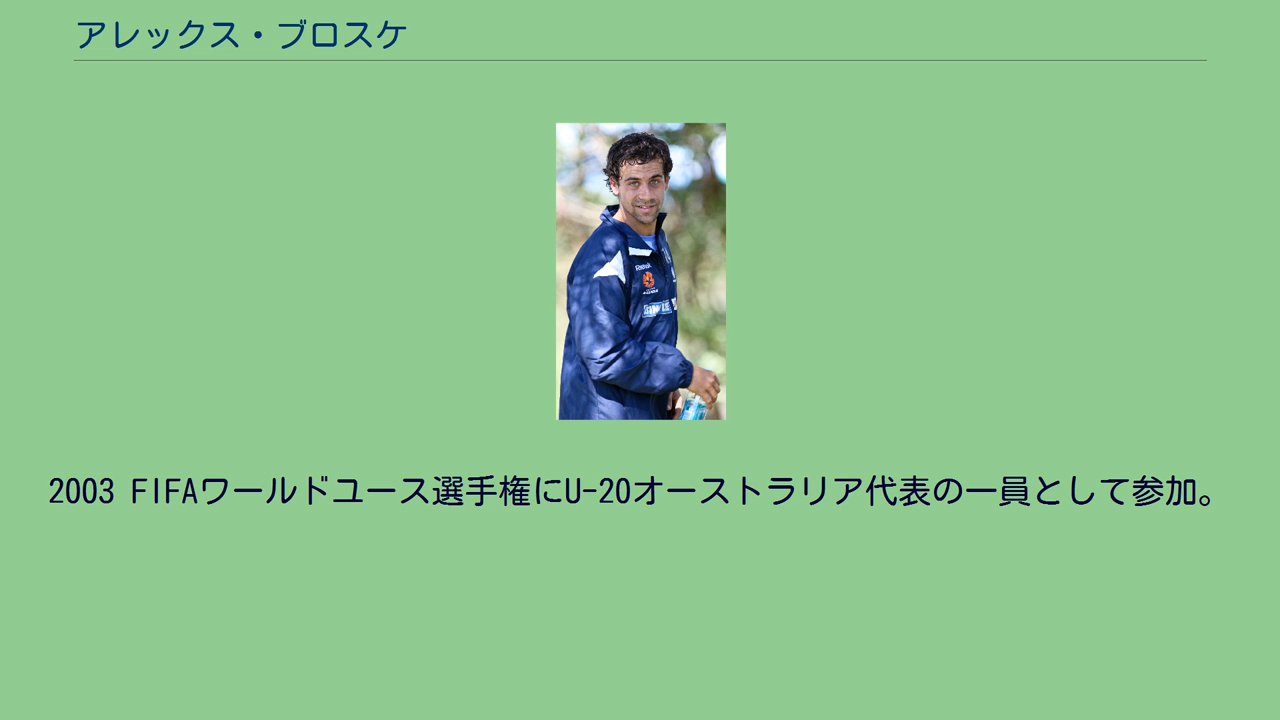 アレックス・ブロスケ
Reebok
2003 FIFAワールドユース選手権にU-20オーストラリア代表の一員として参加。